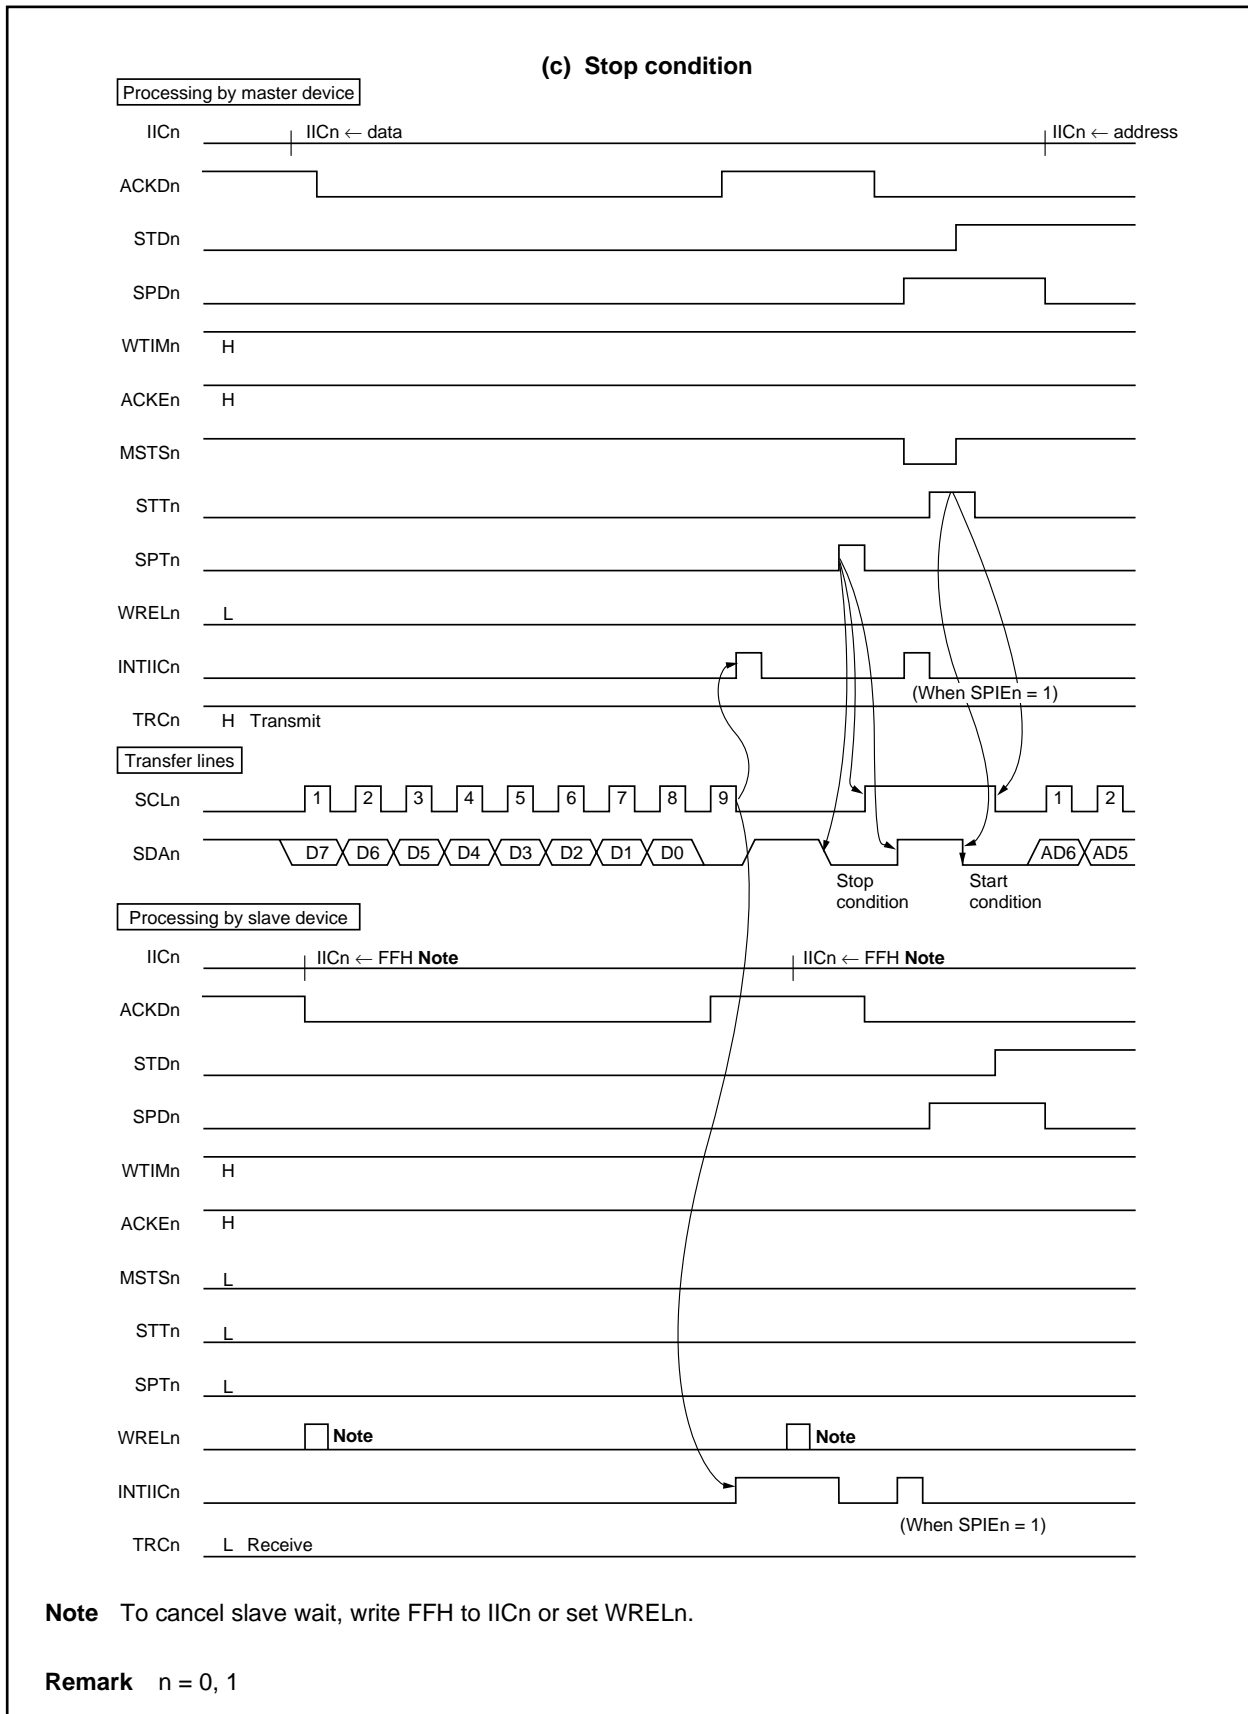 (c) Stop condition
Processing by master device
IICn IICn ← data IICn ← address
ACKDn
STDn
SPDn
WTIMn H
ACKEn H
MSTSn
STTn
SPTn
WRELn L
INTIICn
(When SPIEn = 1)
TRCn H Transmit
Transfer lines
SCLn 1 2 3 4 5 6 7 8 9 1 2
SDAn D7 D6 D5 D4 D3 D2 D1 D0 AD6 AD5
Stop condition
Start condition
Processing by slave device
IICn IICn ← FFH Note IICn ← FFH Note
ACKDn
STDn
SPDn
WTIMn H
ACKEn H
MSTSn L
STTn L
SPTn L
WRELn Note Note
INTIICn
(When SPIEn = 1)
TRCn L Receive
Note To cancel slave wait, write FFH to IICn or set WRELn.
Remark n = 0, 1